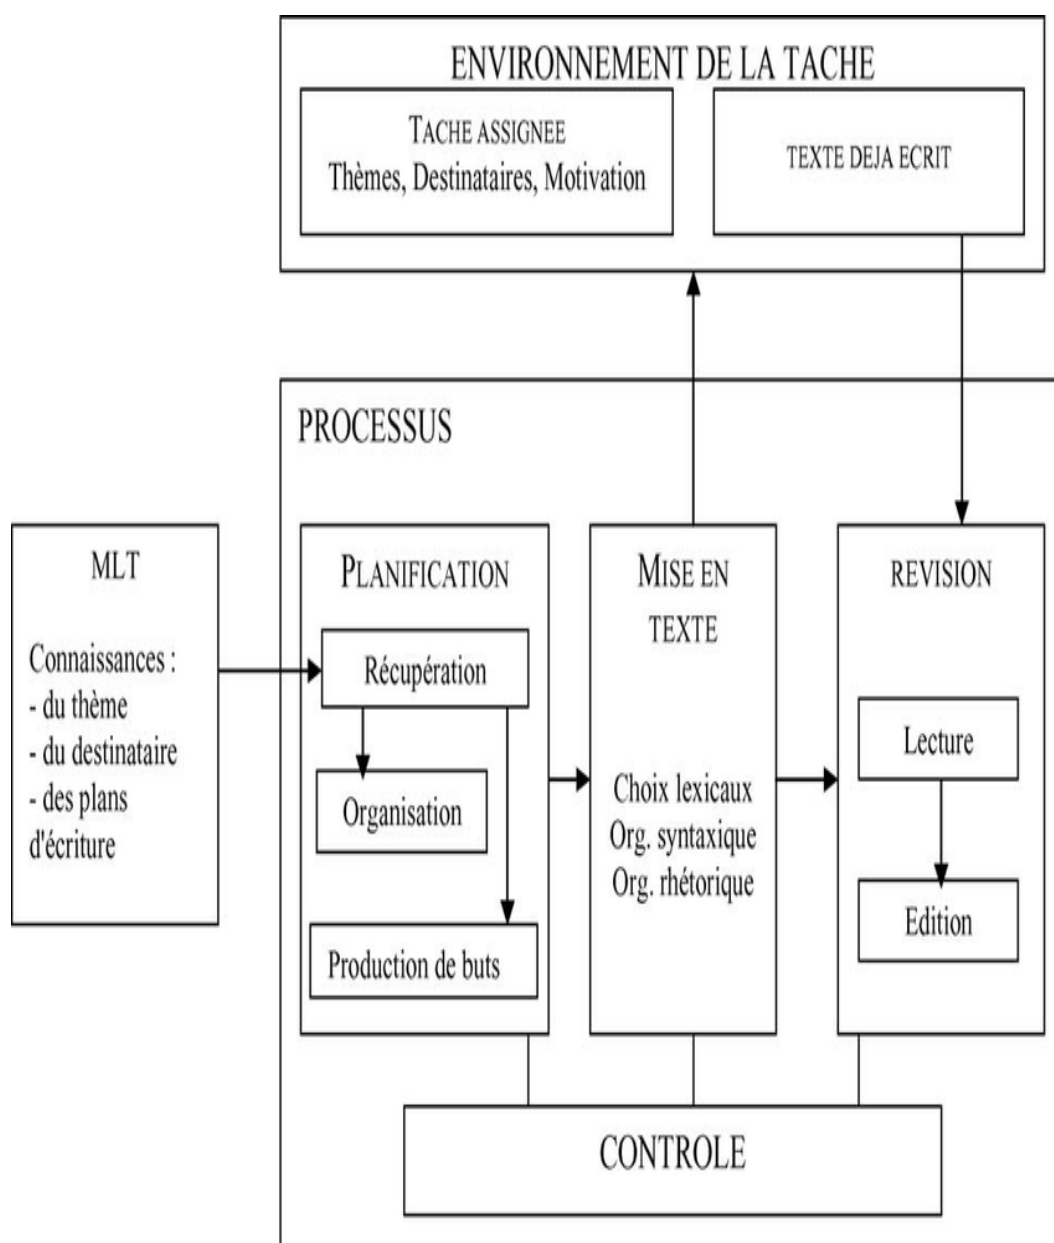 ENVIRONNEMENT DE LA TACHE
TACHE ASSIGNEE
Thèmes, Destinataires, Motivation
TEXTE DEJA ECRIT
PROCESSUS
MLT
Connaissances :
- du thème
- du destinataire
- des plans
d'écriture
PLANIFICATION
Récupération
Organisation
Production de buts
MISE EN
TEXTE
Choix lexicaux
Org. syntaxique
Org. rhétorique
REVISION
Lecture
Edition
CONTROLE